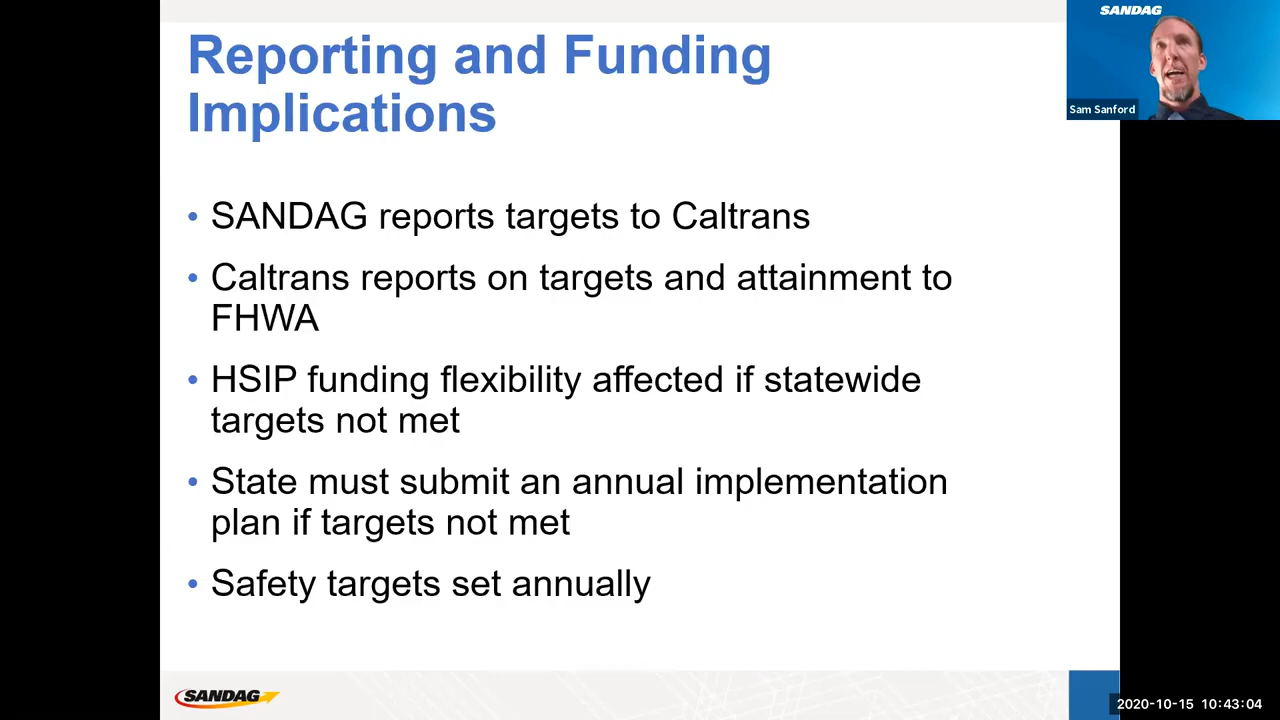 Reporting and Funding
Implications
SANDAG
Sam Sanford
• SANDAG reports targets to Caltrans
• Caltrans reports on targets and attainment to
FHWA
• HSIP funding flexibility affected if statewide
targets not met
• State must submit an annual implementation
plan if targets not met
• Safety targets set annually
SANDAG
2020-10-15 10:43:04